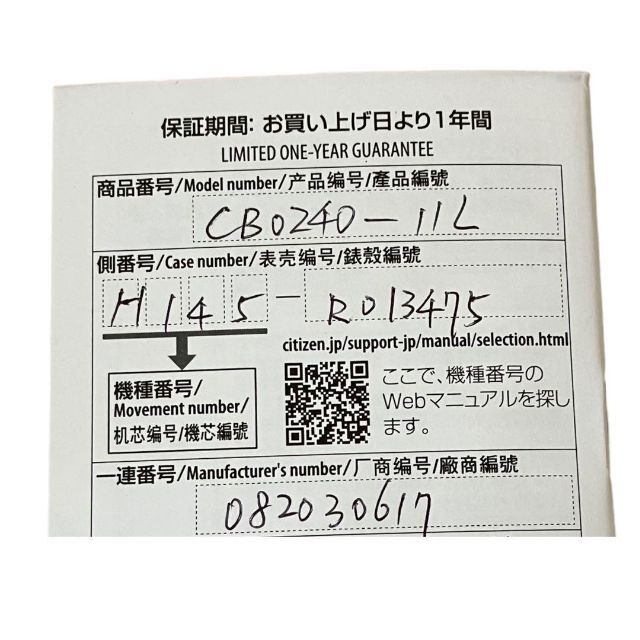 保証期間: お買い上げ日より1年間
LIMITED ONE-YEAR GUARANTEE
商品番号/Model number/产品编号/產品編號
CB0240-11L
側番号/Case number/表壳编号/錶殼編號
H145-R013475
citizen.jp/support-jp/manual/selection.html
機種番号/
Movement number/
机芯编号/機芯編號
ここで、機種番号の
Webマニュアルを探し
ます。
一連番号/Manufacturer's number/厂商编号/廠商編號
082030617